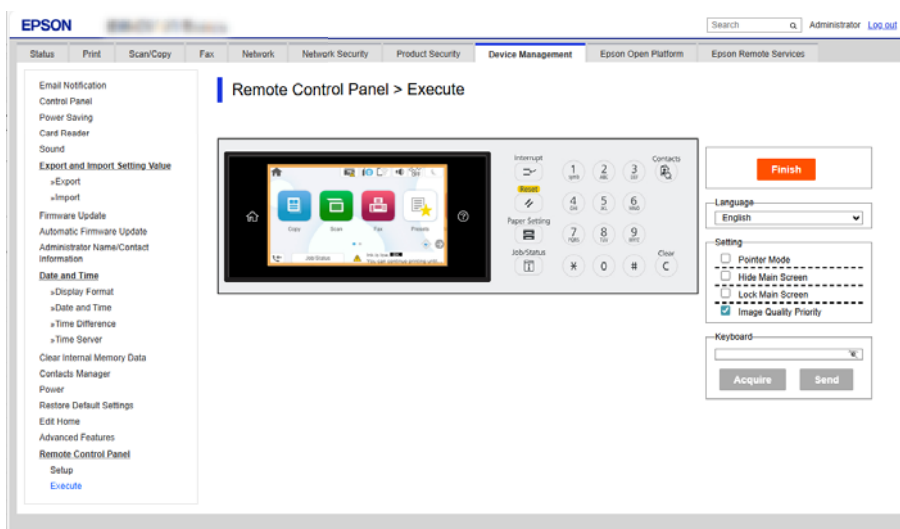 EPSON
Search
Administrator Log out
Status Print Scan/Copy Fax Network Network Security Product Security Device Management Epson Open Platform Epson Remote Services
Email Notification
Control Panel
Power Saving
Card Reader
Sound
Export and Import Setting Value
»Export
»Import
Firmware Update
Automatic Firmware Update
Administrator Name/Contact
Information
Date and Time
»Display Format
»Date and Time
»Time Difference
»Time Server
Clear Internal Memory Data
Contacts Manager
Power
Restore Default Settings
Edit Home
Advanced Features
Remote Control Panel
Setup
Execute
Remote Control Panel > Execute
OFF
Copy Scan Fax Presets
Job Status
You can continue printing until...
Interrupt
Reset
Paper Setting
Job/Status
Contacts
1 2 ABC 3 DEF
4 GHI 5 JKL 6 MNO
7 PQRS 8 TUV 9 WXYZ
* 0 #
Clear
C
Finish
Language
English
Setting
Pointer Mode
Hide Main Screen
Lock Main Screen
Image Quality Priority
Keyboard
Acquire Send